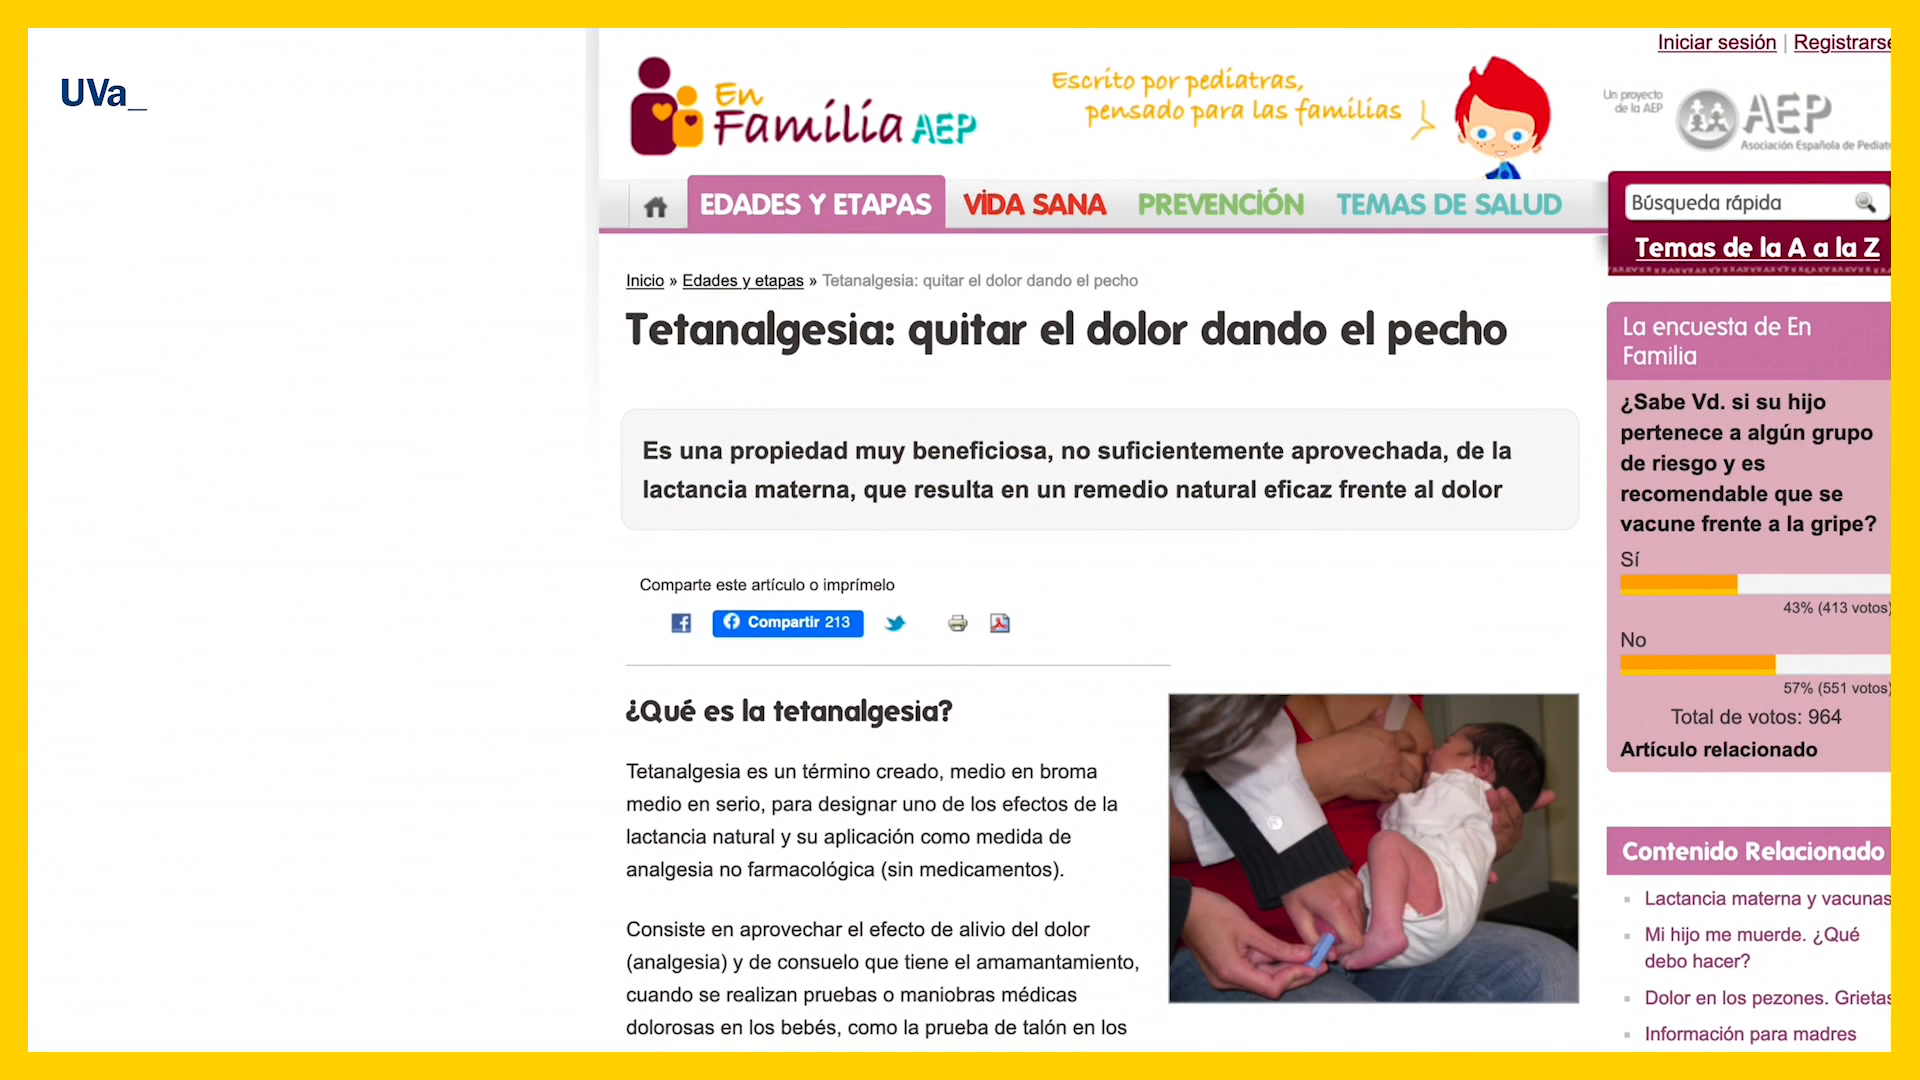 UVa_
Iniciar sesión | Registrarse
En
Familia AEP
Escrito por pediatras,
pensado para las familias
Un proyecto
de la AEP
AEP
Asociación Española de Pediatr
EDADES Y ETAPAS
VIDA SANA
PREVENCIÓN
TEMAS DE SALUD
Búsqueda rápida
Temas de la A a la Z
Inicio » Edades y etapas » Tetanalgesia: quitar el dolor dando el pecho
Tetanalgesia: quitar el dolor dando el pecho
Es una propiedad muy beneficiosa, no suficientemente aprovechada, de la
lactancia materna, que resulta en un remedio natural eficaz frente al dolor
Comparte este artículo o imprímelo
Compartir 213
¿Qué es la tetanalgesia?
Tetanalgesia es un término creado, medio en broma
medio en serio, para designar uno de los efectos de la
lactancia natural y su aplicación como medida de
analgesia no farmacológica (sin medicamentos).
Consiste en aprovechar el efecto de alivio del dolor
(analgesia) y de consuelo que tiene el amamantamiento,
cuando se realizan pruebas o maniobras médicas
dolorosas en los bebés, como la prueba de talón en los
La encuesta de En
Familia
¿Sabe Vd. si su hijo
pertenece a algún grupo
de riesgo y es
recomendable que se
vacune frente a la gripe?
Sí
43% (413 votos)
No
57% (551 votos)
Total de votos: 964
Artículo relacionado
Contenido Relacionado
Lactancia materna y vacunas
Mi hijo me muerde. ¿Qué
debo hacer?
Dolor en los pezones. Grietas
Información para madres